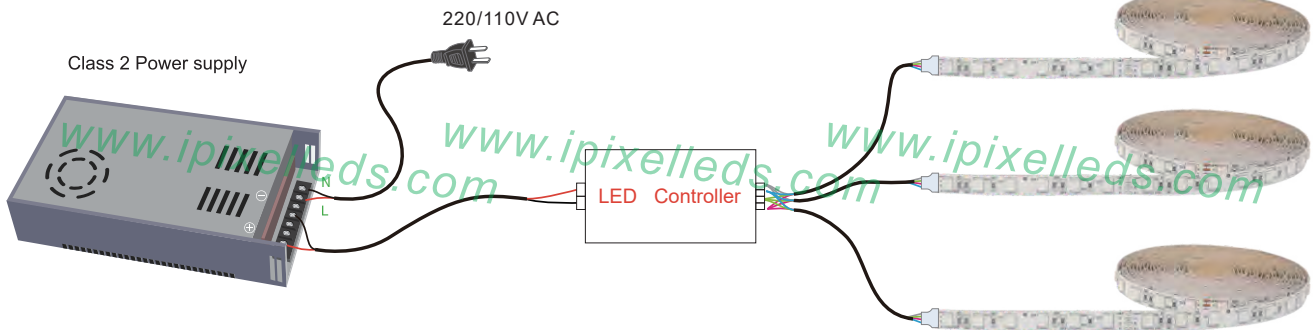 220/110V AC
Class 2 Power supply
www.ipixelleds.com
www.ipixelleds.com
www.ipixelleds.com
N
L
LED Controller